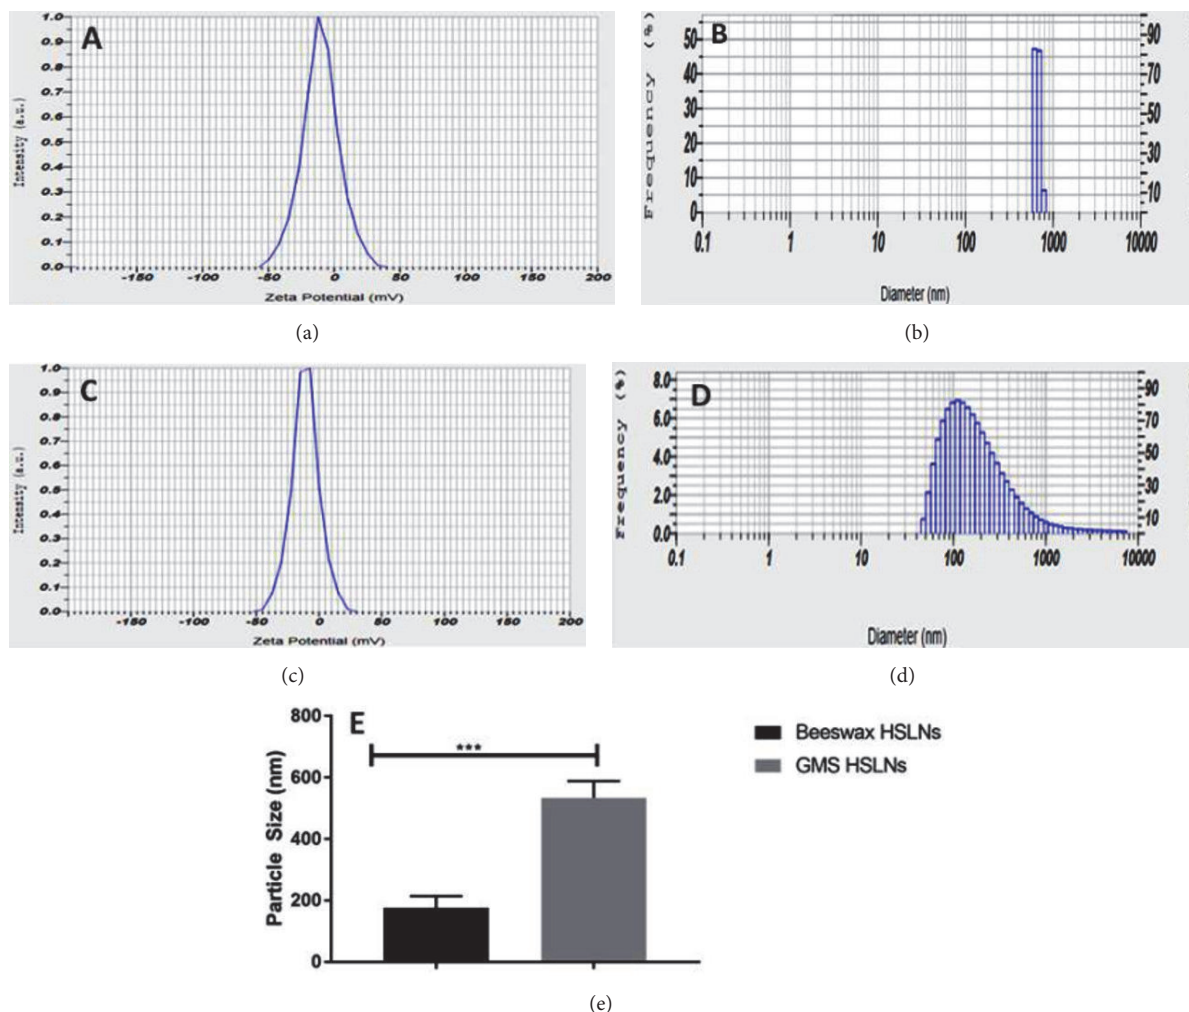 A
Intensity (a.u.)
1.0
0.9
0.8
0.7
0.6
0.5
0.4
0.3
0.2
0.1
0.0
-150 -100 -50 0 50 100 150 200
Zeta Potential (mV)
(a)
B
Frequency (%)
50
40
30
20
10
0
90
70
50
30
10
0.1 1 10 100 1000 10000
Diameter (nm)
(b)
C
Intensity (a.u.)
1.0
0.9
0.8
0.7
0.6
0.5
0.4
0.3
0.2
0.1
0.0
-150 -100 -50 0 50 100 150 200
Zeta Potential (mV)
(c)
D
Frequency (%)
8.0
6.0
4.0
2.0
0.0
90
70
50
30
10
0.1 1 10 100 1000 10000
Diameter (nm)
(d)
E
Particle Size (nm)
800
600
400
200
0
***
Beeswax HSLNs
GMS HSLNs
(e)